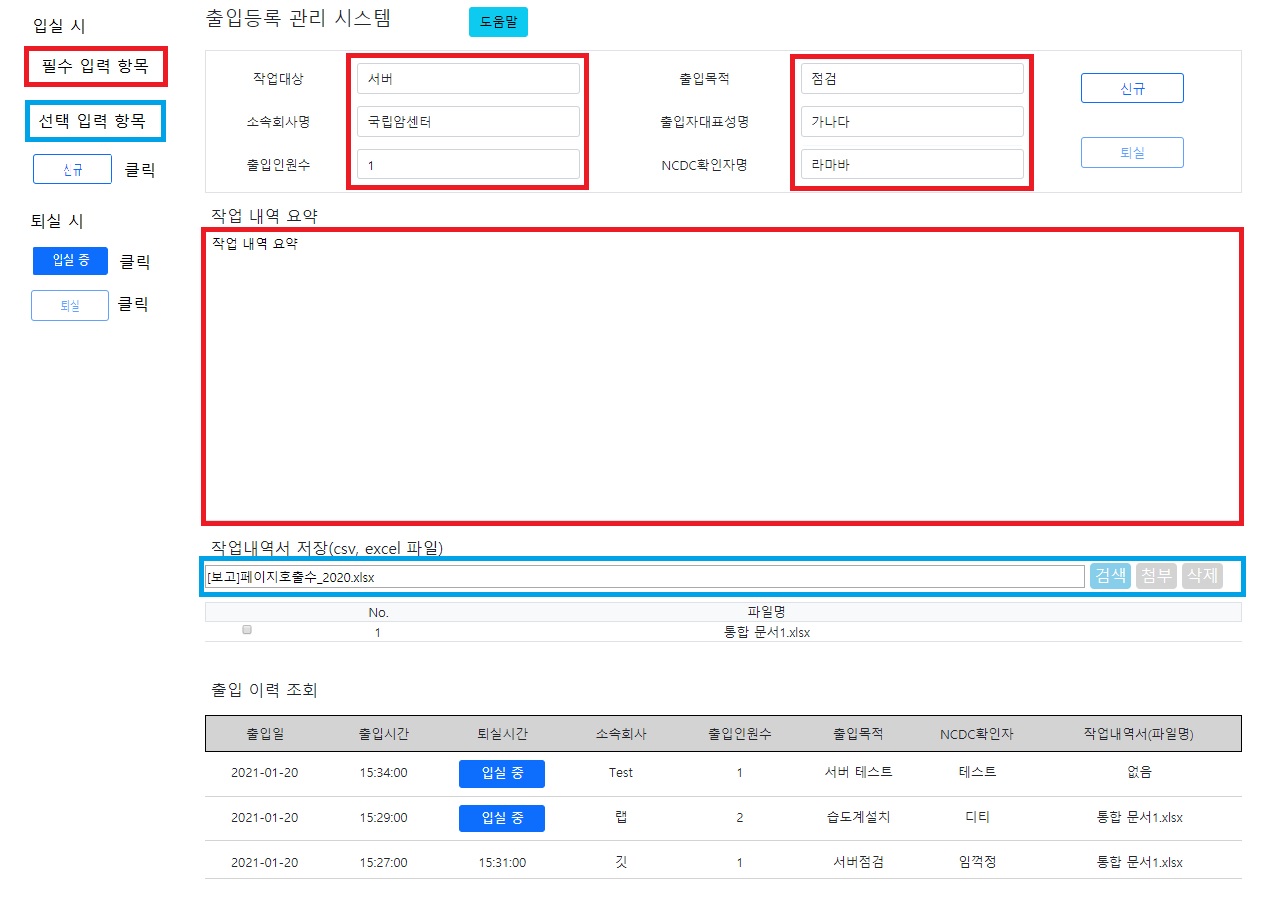 입실 시
필수 입력 항목
선택 입력 항목
신규 클릭
퇴실 시
입실 중 클릭
퇴실 클릭
출입등록 관리 시스템 도움말
작업대상 서버 출입목적 점검 신규
소속회사명 국립암센터 출입자대표성명 가나다
출입인원수 1 NCDC확인자명 라마바 퇴실
작업 내역 요약
작업 내역 요약
작업내역서 저장(csv, excel 파일)
[보고]페이지호출수_2020.xlsx 검색 첨부 삭제
No. 파일명
1 통합 문서1.xlsx
출입 이력 조회
출입일 출입시간 퇴실시간 소속회사 출입인원수 출입목적 NCDC확인자 작업내역서(파일명)
2021-01-20 15:34:00 입실 중 Test 1 서버 테스트 테스트 없음
2021-01-20 15:29:00 입실 중 랩 2 습도계설치 디티 통합 문서1.xlsx
2021-01-20 15:27:00 15:31:00 깃 1 서버점검 임꺽정 통합 문서1.xlsx